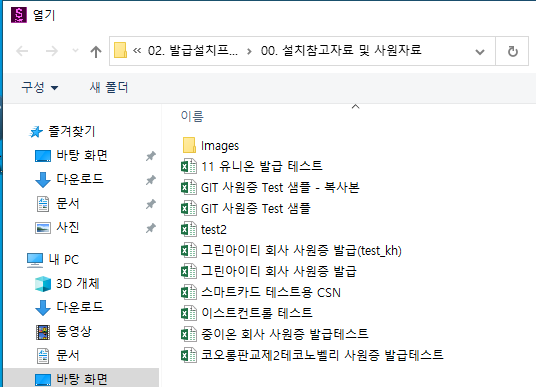 열기
« 02. 발급설치프... > 00. 설치참고자료 및 사원자료
구성 새 폴더
이름
즐겨찾기
바탕 화면
다운로드
문서
사진
내 PC
3D 개체
다운로드
동영상
문서
바탕 화면
Images
11 유니온 발급 테스트
GIT 사원증 Test 샘플 - 복사본
GIT 사원증 Test 샘플
test2
그린아이티 회사 사원증 발급(test_kh)
그린아이티 회사 사원증 발급
스마트카드 테스트용 CSN
이스트컨트롤 테스트
중이온 회사 사원증 발급테스트
코오롱판교제2테코노벨리 사원증 발급테스트